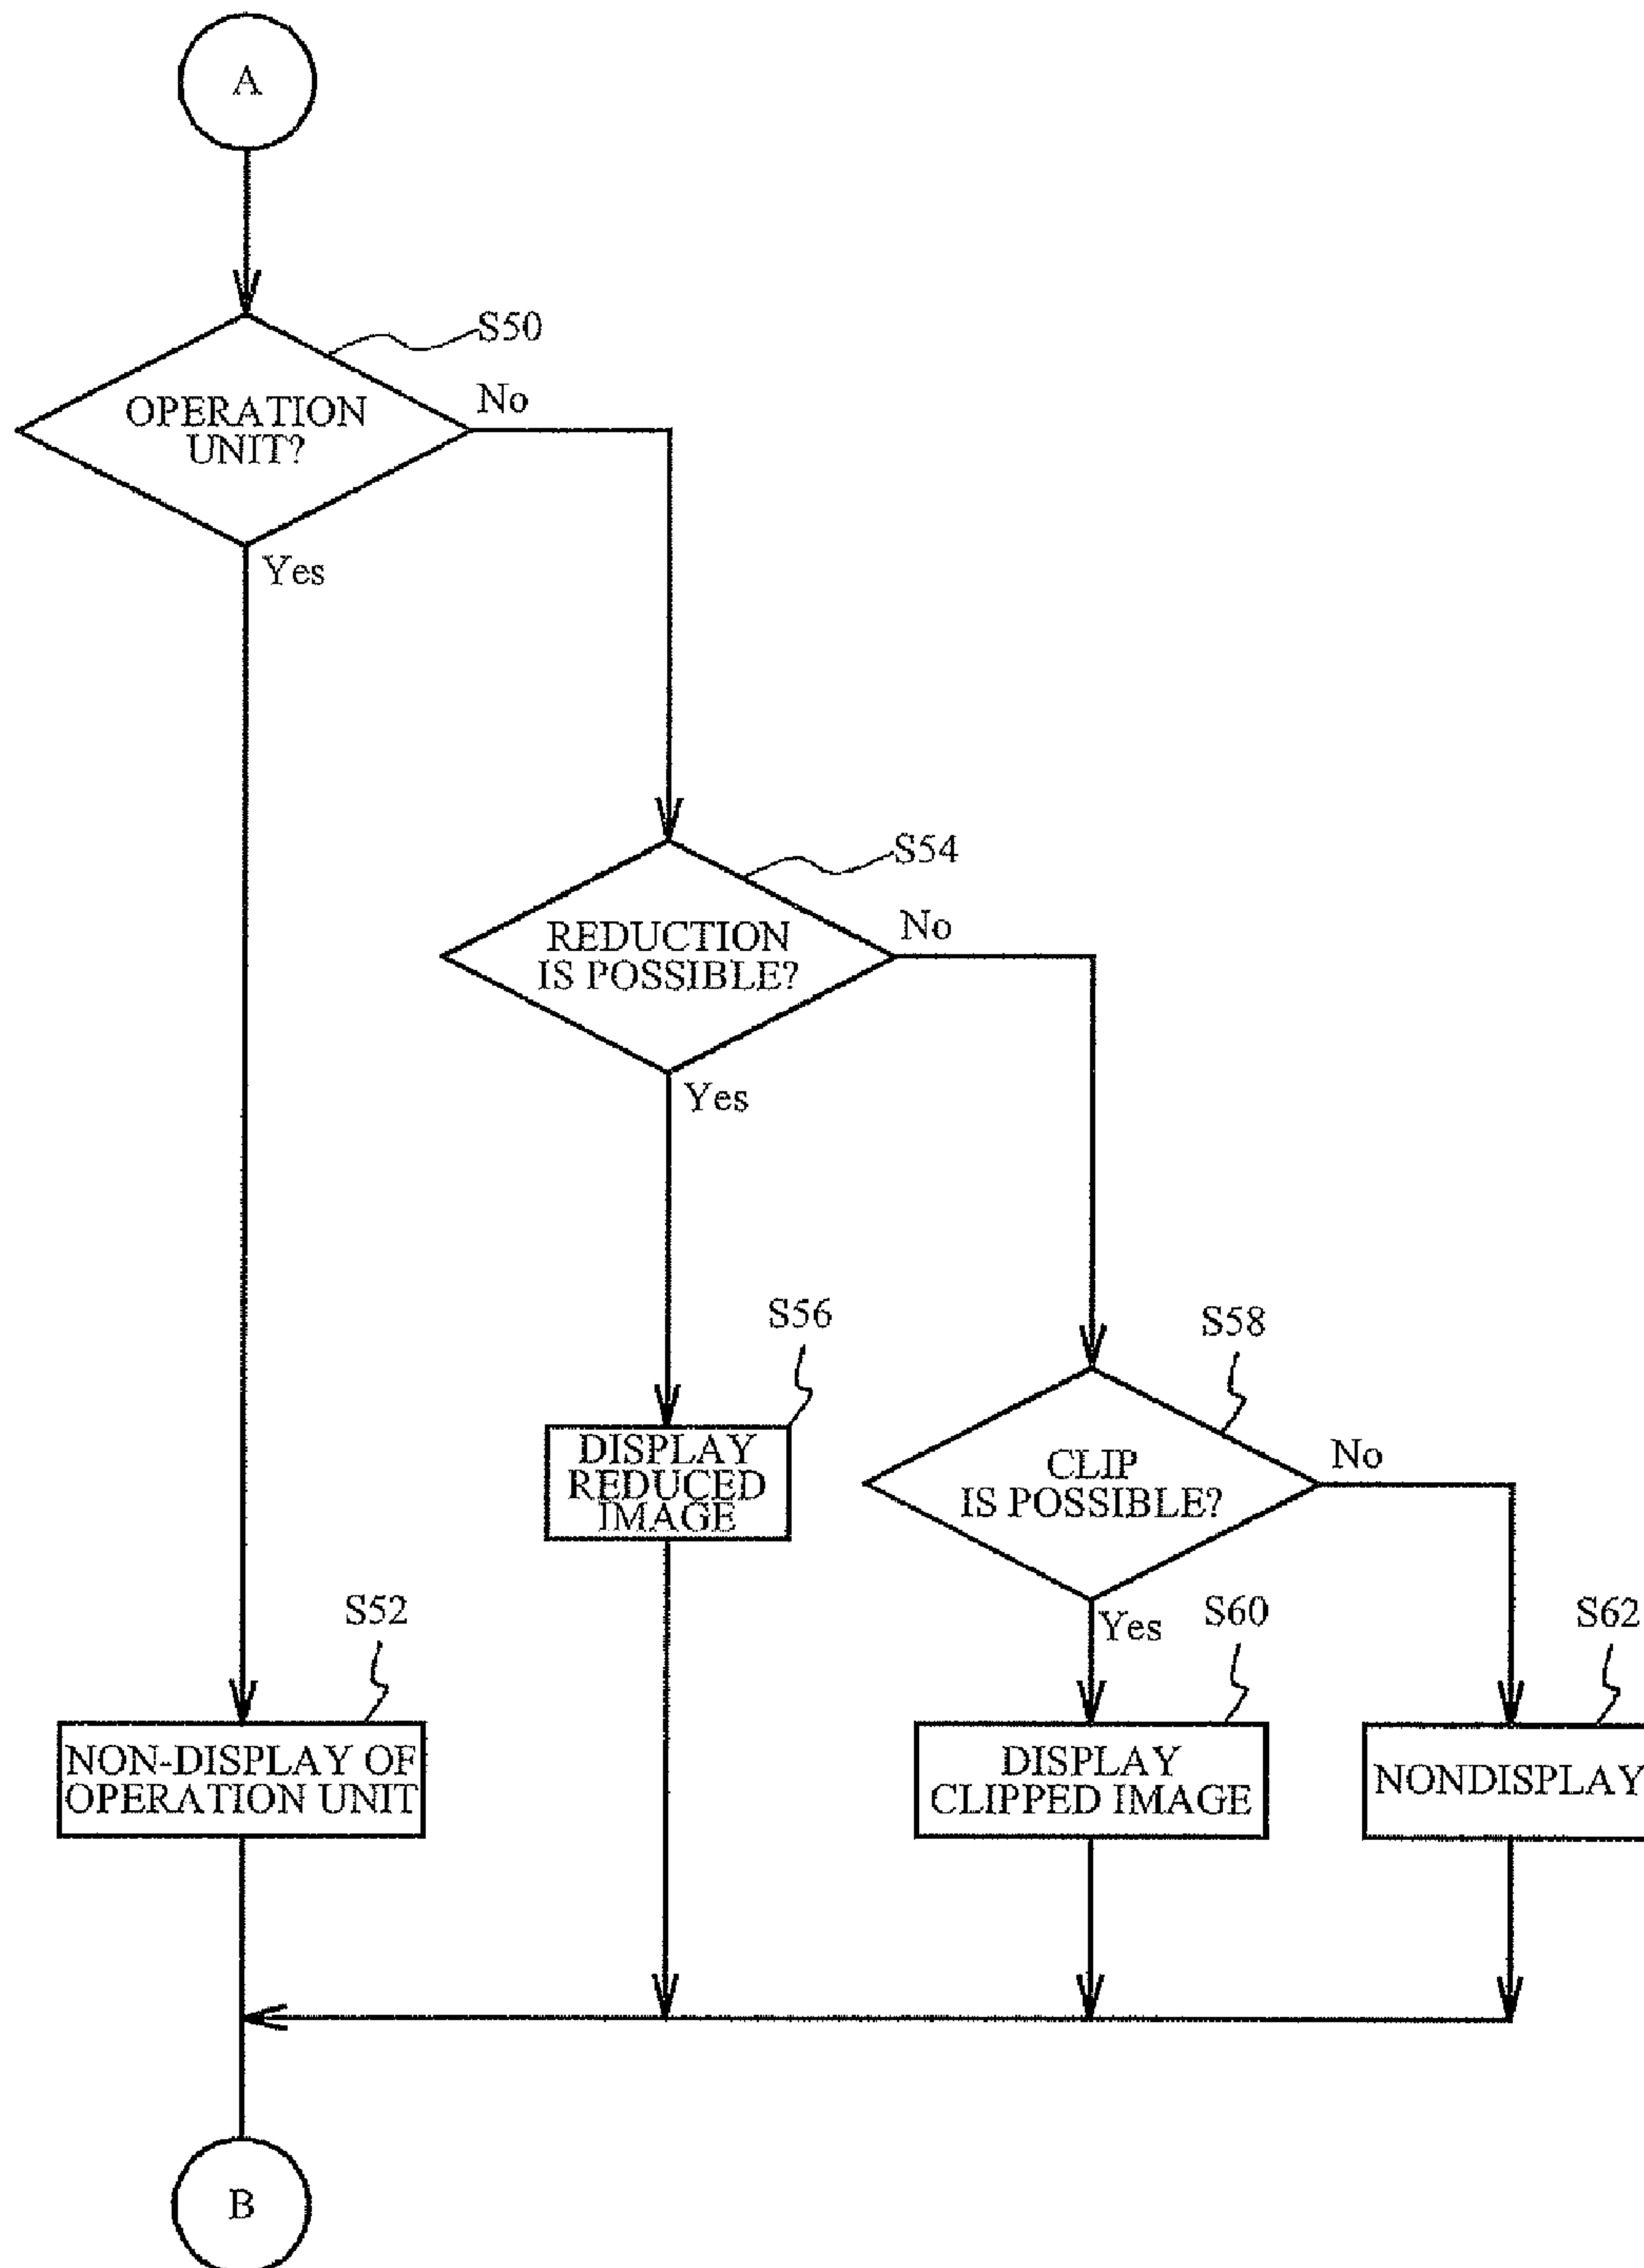 A
S50
OPERATION
UNIT?
No
Yes
S54
REDUCTION
IS POSSIBLE?
No
Yes
S56
DISPLAY
REDUCED
IMAGE
S58
CLIP
IS POSSIBLE?
No
Yes
S52
NON-DISPLAY OF
OPERATION UNIT
S60
DISPLAY
CLIPPED IMAGE
S62
NONDISPLAY
B